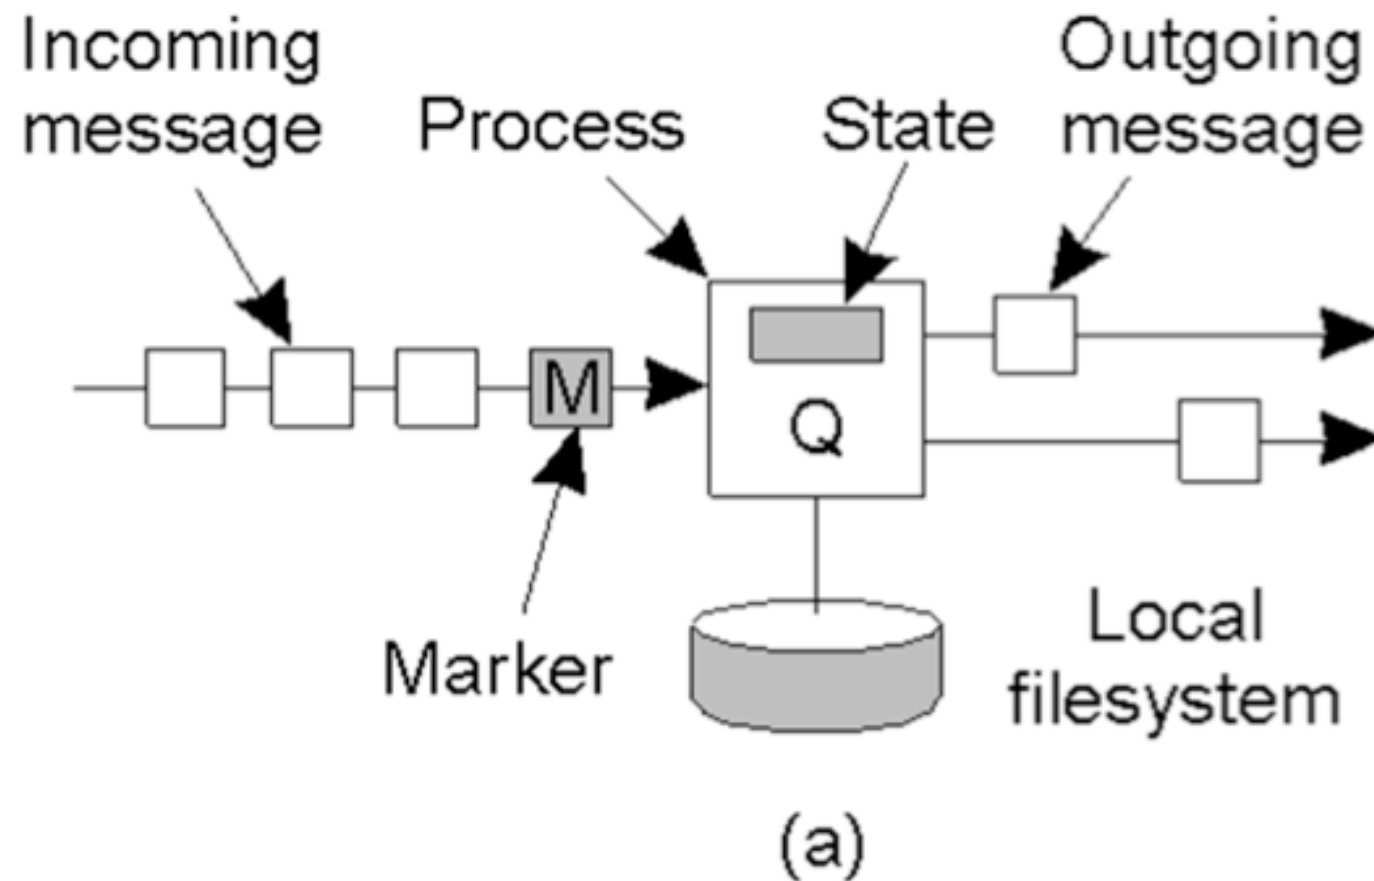 Incoming
message
Process
State
Outgoing
message
M
Q
Marker
Local
filesystem
(a)